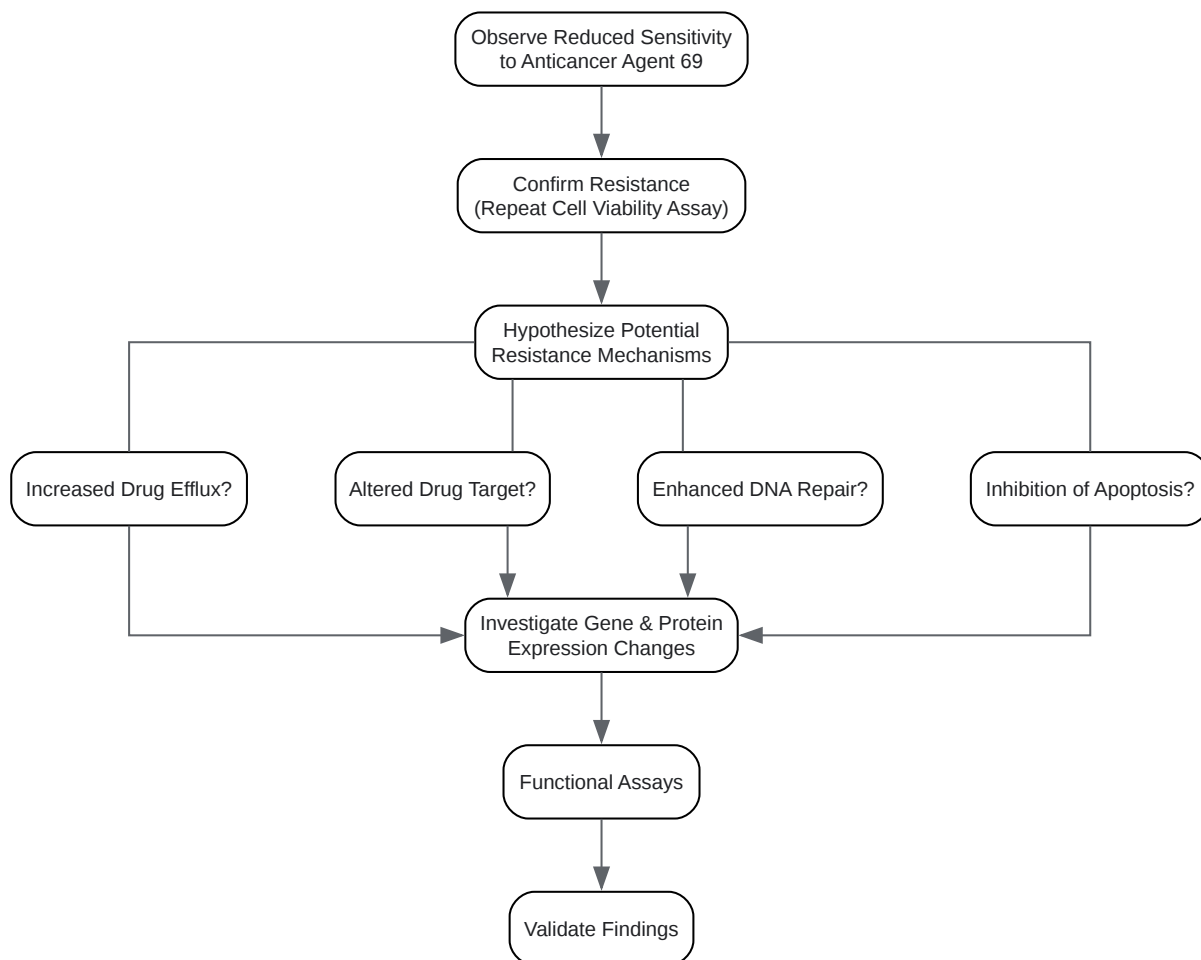 Observe Reduced Sensitivity
to Anticancer Agent 69
Confirm Resistance
(Repeat Cell Viability Assay)
Hypothesize Potential
Resistance Mechanisms
Increased Drug Efflux?
Altered Drug Target?
Enhanced DNA Repair?
Inhibition of Apoptosis?
Investigate Gene & Protein
Expression Changes
Functional Assays
Validate Findings